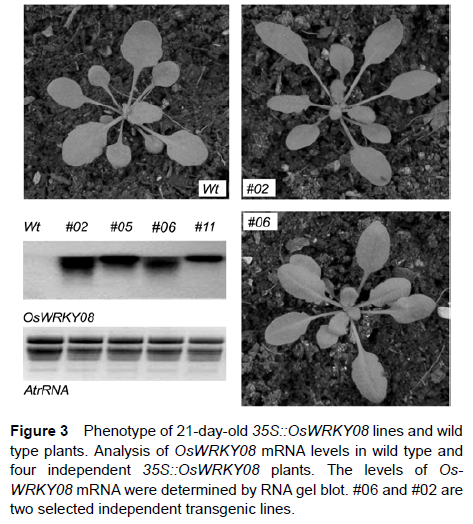 Wt
#02
Wt #02 #05 #06 #11
OsWRKY08
AtrRNA
#06
Figure 3 Phenotype of 21-day-old 35S::OsWRKY08 lines and wild
type plants. Analysis of OsWRKY08 mRNA levels in wild type and
four independent 35S::OsWRKY08 plants. The levels of Os-
WRKY08 mRNA were determined by RNA gel blot. #06 and #02 are
two selected independent transgenic lines.